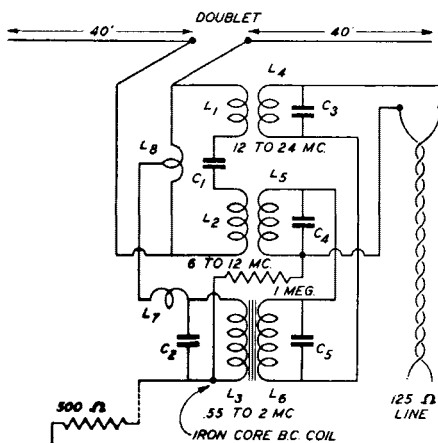 DOUBLET
40' 40'
L4
L1 C3
12 TO 24 MC.
L8
C1 L5
L2 C4
6 TO 12 MC.
1 MEG.
L7
C2 C5
L3 L6
.55 TO 2 MC
500 Ω
IRON CORE B.C. COIL
125 Ω
LINE